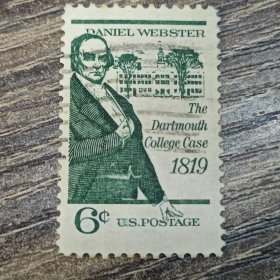 DANIEL WEBSTER
The
Dartmouth
College Case
1819
6¢ U.S. POSTAGE